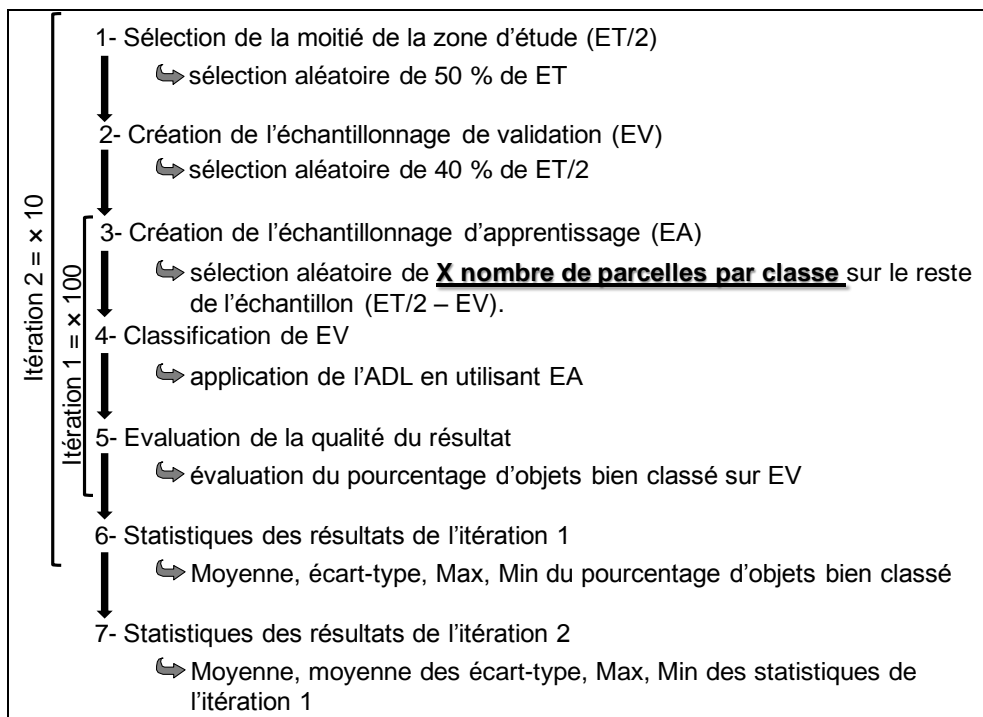 1- Sélection de la moitié de la zone d'étude (ET/2)
sélection aléatoire de 50 % de ET
2- Création de l'échantillonnage de validation (EV)
sélection aléatoire de 40 % de ET/2
3- Création de l'échantillonnage d'apprentissage (EA)
sélection aléatoire de X nombre de parcelles par classe sur le reste
de l'échantillon (ET/2 – EV).
4- Classification de EV
application de l'ADL en utilisant EA
5- Evaluation de la qualité du résultat
évaluation du pourcentage d'objets bien classé sur EV
6- Statistiques des résultats de l'itération 1
Moyenne, écart-type, Max, Min du pourcentage d'objets bien classé
7- Statistiques des résultats de l'itération 2
Moyenne, moyenne des écart-type, Max, Min des statistiques de
l'itération 1
Itération 2 = × 10
Itération 1 = × 100